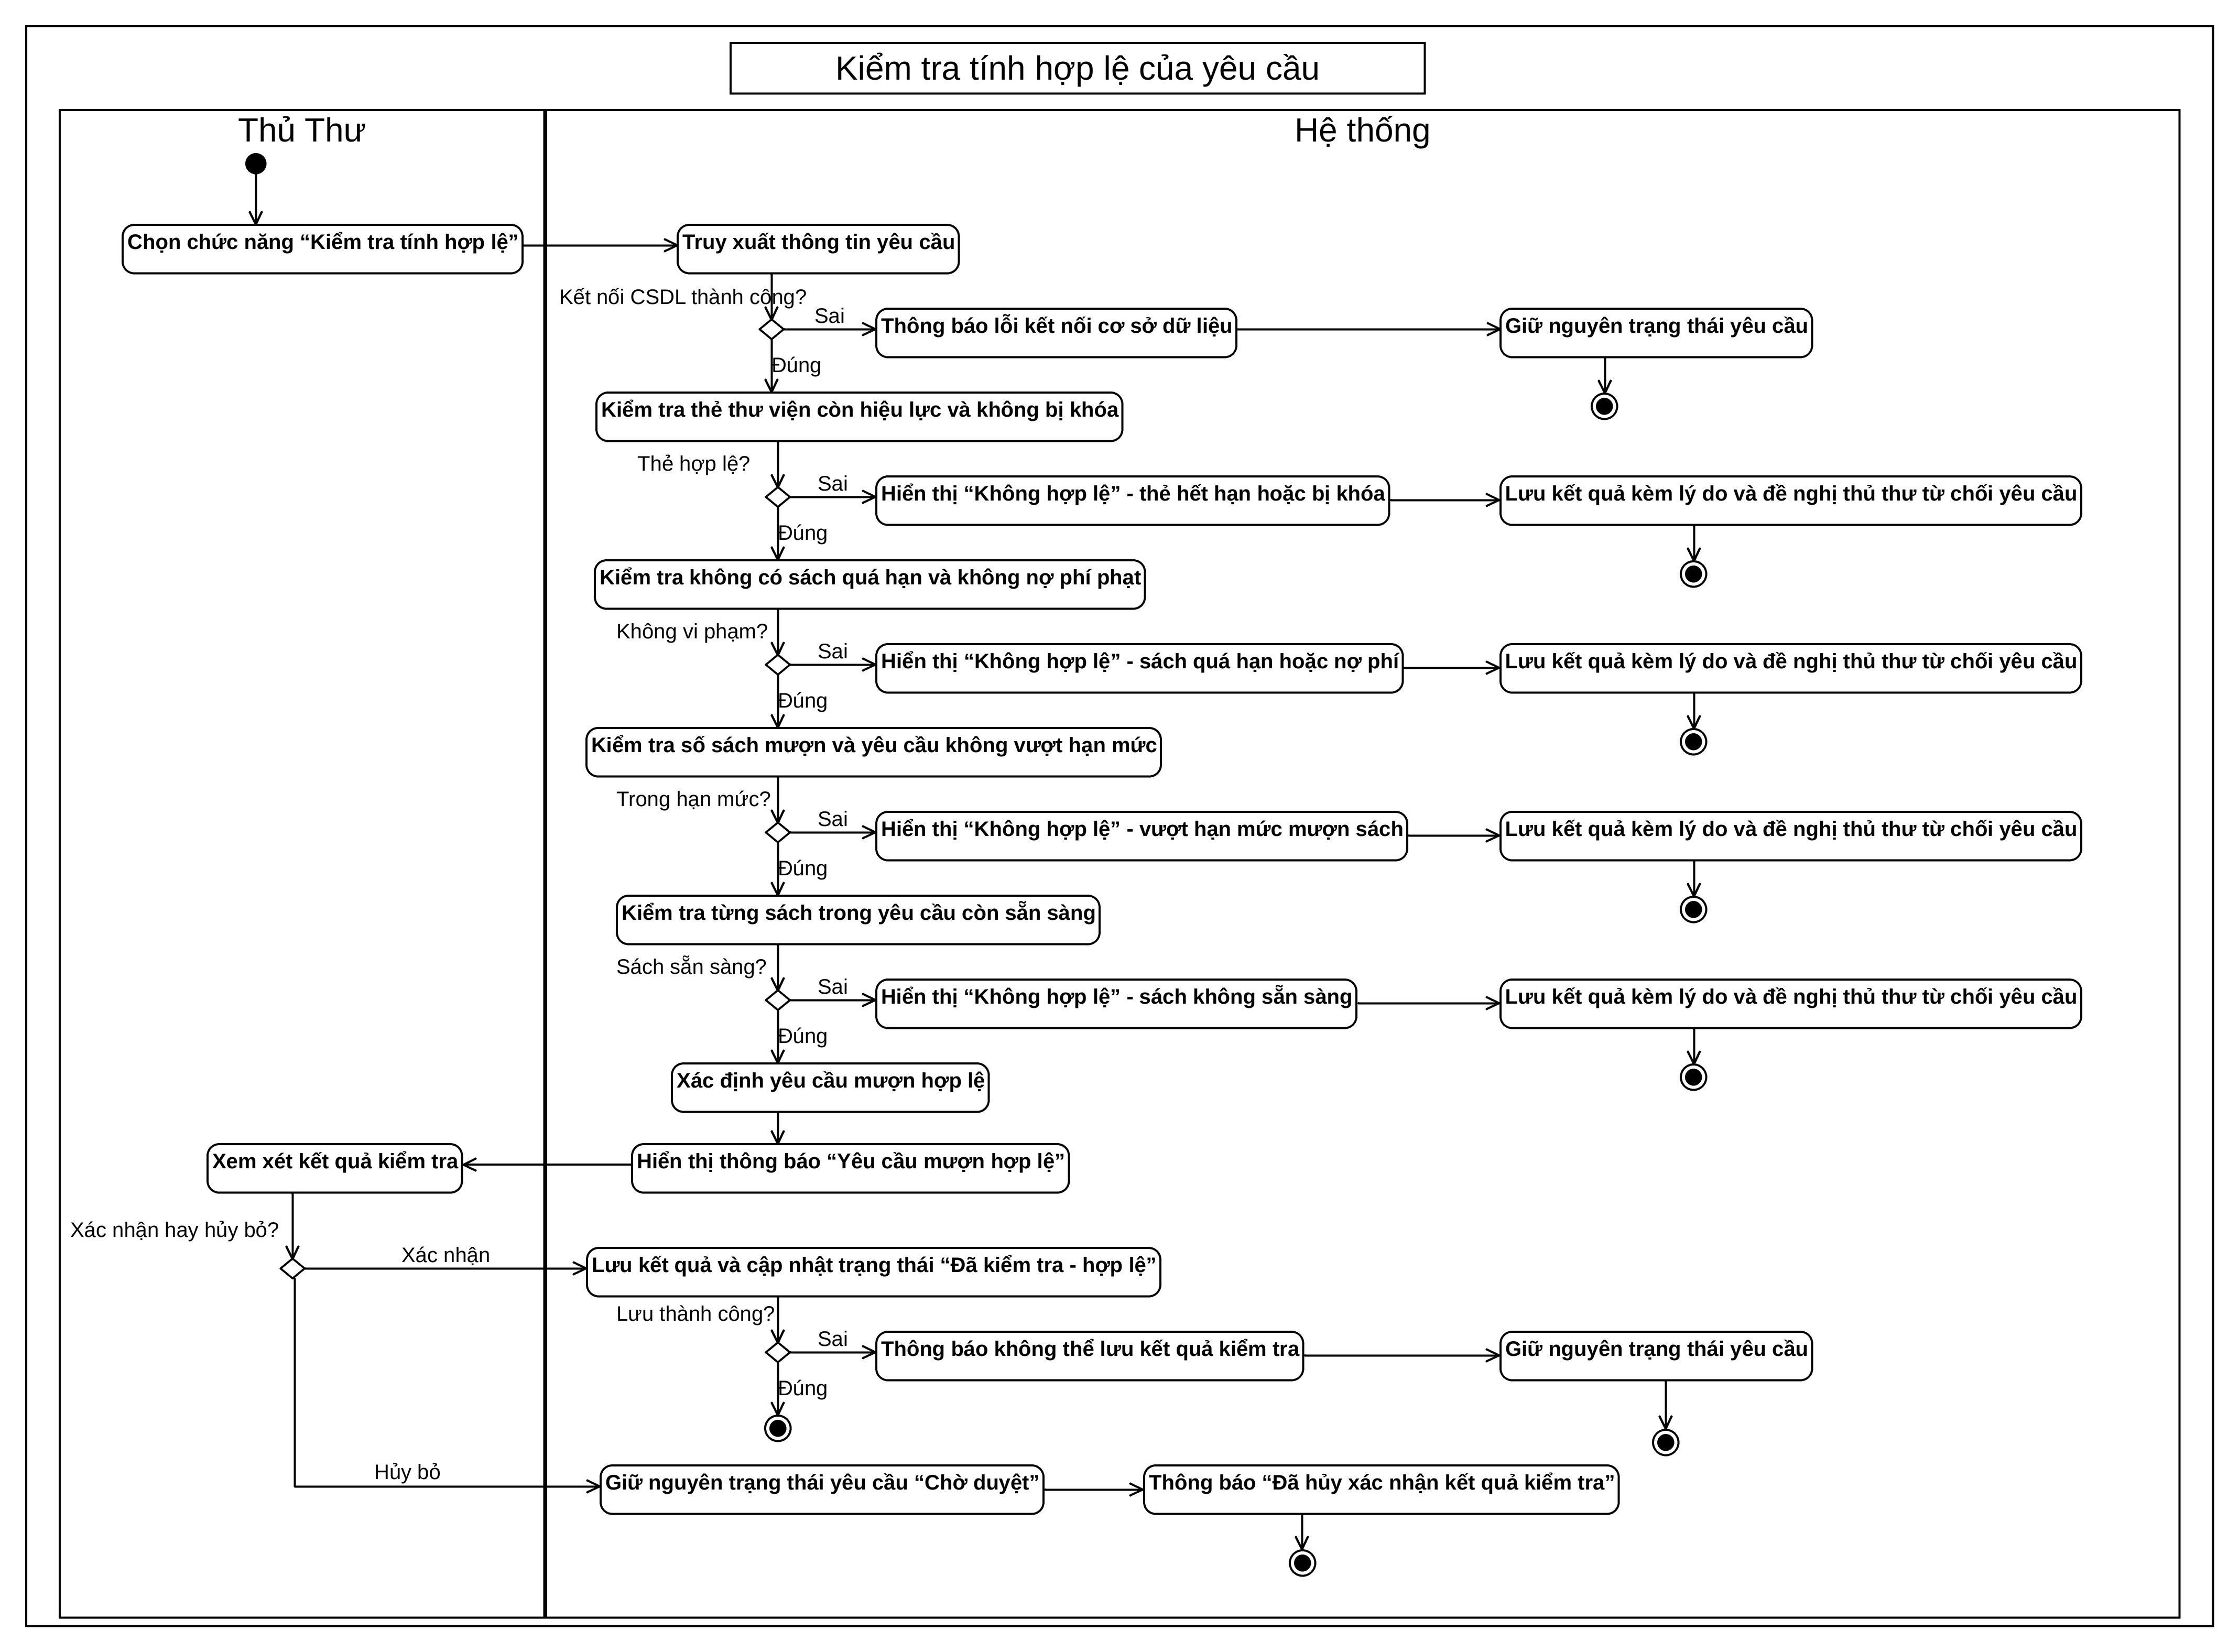 Kiểm tra tính hợp lệ của yêu cầu
Thủ Thư
Hệ thống
Chọn chức năng “Kiểm tra tính hợp lệ”
Truy xuất thông tin yêu cầu
Kết nối CSDL thành công?
Sai
Thông báo lỗi kết nối cơ sở dữ liệu
Giữ nguyên trạng thái yêu cầu
Đúng
Kiểm tra thẻ thư viện còn hiệu lực và không bị khóa
Thẻ hợp lệ?
Sai
Hiển thị “Không hợp lệ” - thẻ hết hạn hoặc bị khóa
Lưu kết quả kèm lý do và đề nghị thủ thư từ chối yêu cầu
Đúng
Kiểm tra không có sách quá hạn và không nợ phí phạt
Không vi phạm?
Sai
Hiển thị “Không hợp lệ” - sách quá hạn hoặc nợ phí
Lưu kết quả kèm lý do và đề nghị thủ thư từ chối yêu cầu
Đúng
Kiểm tra số sách mượn và yêu cầu không vượt hạn mức
Trong hạn mức?
Sai
Hiển thị “Không hợp lệ” - vượt hạn mức mượn sách
Lưu kết quả kèm lý do và đề nghị thủ thư từ chối yêu cầu
Đúng
Kiểm tra từng sách trong yêu cầu còn sẵn sàng
Sách sẵn sàng?
Sai
Hiển thị “Không hợp lệ” - sách không sẵn sàng
Lưu kết quả kèm lý do và đề nghị thủ thư từ chối yêu cầu
Đúng
Xác định yêu cầu mượn hợp lệ
Xem xét kết quả kiểm tra
Hiển thị thông báo “Yêu cầu mượn hợp lệ”
Xác nhận hay hủy bỏ?
Xác nhận
Lưu kết quả và cập nhật trạng thái “Đã kiểm tra - hợp lệ”
Lưu thành công?
Sai
Thông báo không thể lưu kết quả kiểm tra
Giữ nguyên trạng thái yêu cầu
Đúng
Hủy bỏ
Giữ nguyên trạng thái yêu cầu “Chờ duyệt”
Thông báo “Đã hủy xác nhận kết quả kiểm tra”